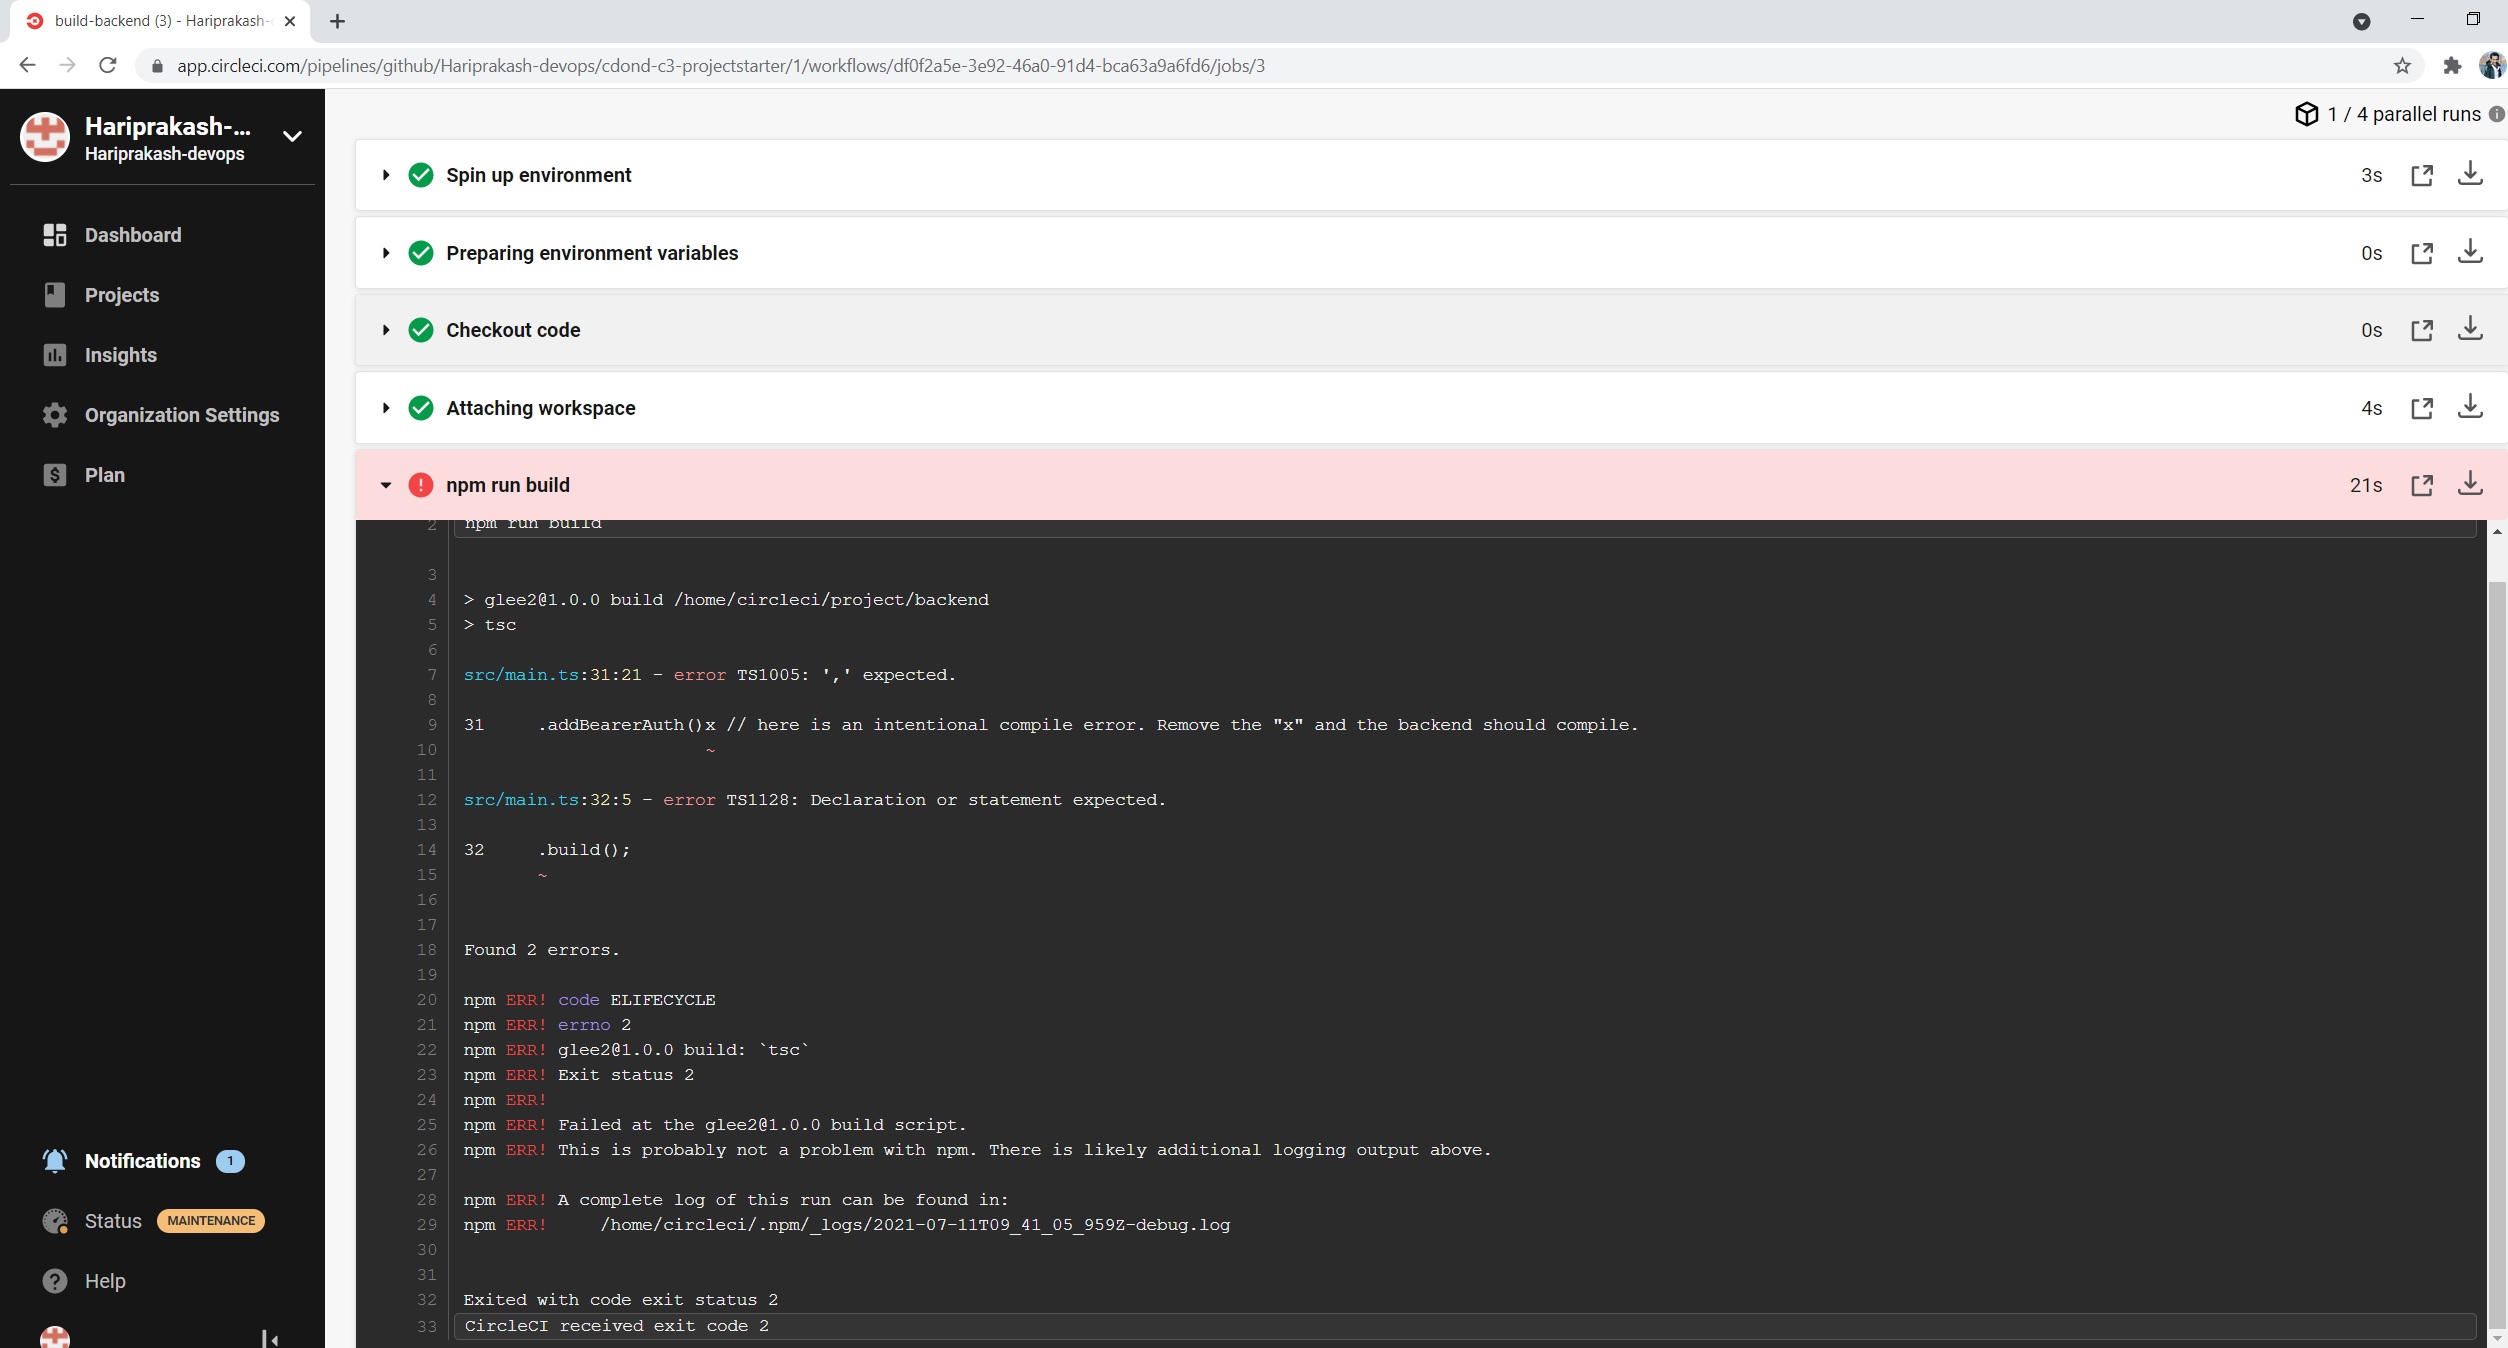 build-backend (3) - Hariprakash-
app.circleci.com/pipelines/github/Hariprakash-devops/cdond-c3-projectstarter/1/workflows/df0f2a5e-3e92-46a0-91d4-bca63a9a6fd6/jobs/3
Hariprakash-...
Hariprakash-devops
Dashboard
Projects
Insights
Organization Settings
Plan
Notifications 1
Status MAINTENANCE
Help
1 / 4 parallel runs
Spin up environment 3s
Preparing environment variables 0s
Checkout code 0s
Attaching workspace 4s
npm run build 21s
2 npm run build
3
4 > glee2@1.0.0 build /home/circleci/project/backend
5 > tsc
6
7 src/main.ts:31:21 - error TS1005: ',' expected.
8
9 31 .addBearerAuth()x // here is an intentional compile error. Remove the "x" and the backend should compile.
10 ~
11
12 src/main.ts:32:5 - error TS1128: Declaration or statement expected.
13
14 32 .build();
15 ~
16
17
18 Found 2 errors.
19
20 npm ERR! code ELIFECYCLE
21 npm ERR! errno 2
22 npm ERR! glee2@1.0.0 build: `tsc`
23 npm ERR! Exit status 2
24 npm ERR!
25 npm ERR! Failed at the glee2@1.0.0 build script.
26 npm ERR! This is probably not a problem with npm. There is likely additional logging output above.
27
28 npm ERR! A complete log of this run can be found in:
29 npm ERR! /home/circleci/.npm/_logs/2021-07-11T09_41_05_959Z-debug.log
30
31
32 Exited with code exit status 2
33 CircleCI received exit code 2